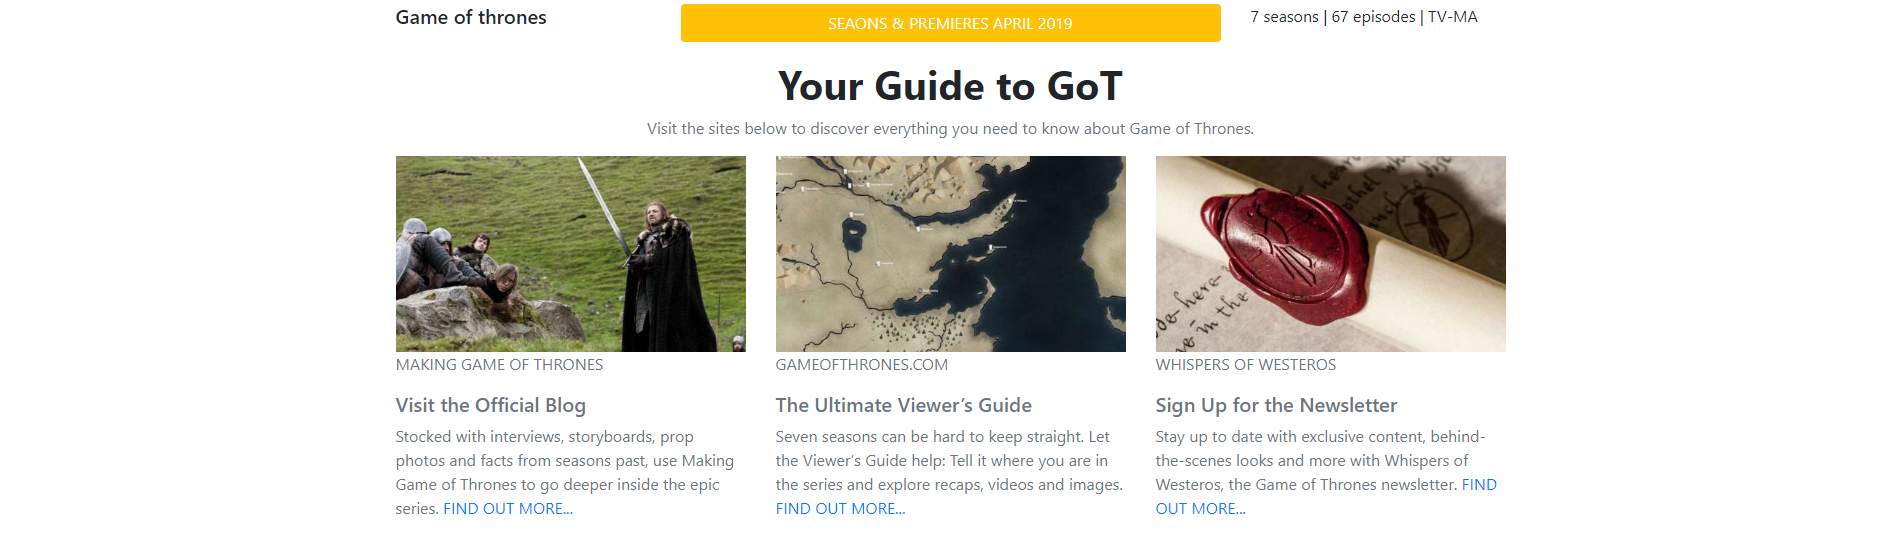 Game of thrones
SEAONS & PREMIERES APRIL 2019
7 seasons | 67 episodes | TV-MA
Your Guide to GoT
Visit the sites below to discover everything you need to know about Game of Thrones.
MAKING GAME OF THRONES
Visit the Official Blog
Stocked with interviews, storyboards, prop
photos and facts from seasons past, use Making
Game of Thrones to go deeper inside the epic
series. FIND OUT MORE...
GAMEOFTHRONES.COM
The Ultimate Viewer’s Guide
Seven seasons can be hard to keep straight. Let
the Viewer’s Guide help: Tell it where you are in
the series and explore recaps, videos and images.
FIND OUT MORE...
WHISPERS OF WESTEROS
Sign Up for the Newsletter
Stay up to date with exclusive content, behind-
the-scenes looks and more with Whispers of
Westeros, the Game of Thrones newsletter. FIND
OUT MORE...